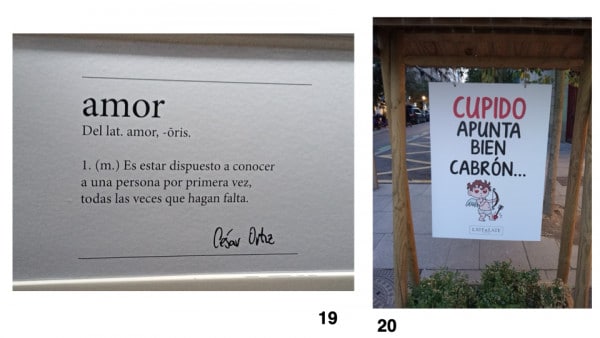 amor
Del lat. amor, -ōris.
1. (m.) Es estar dispuesto a conocer
a una persona por primera vez,
todas las veces que hagan falta.
César Ortiz
19
CUPIDO
APUNTA
BIEN
CABRÓN...
20